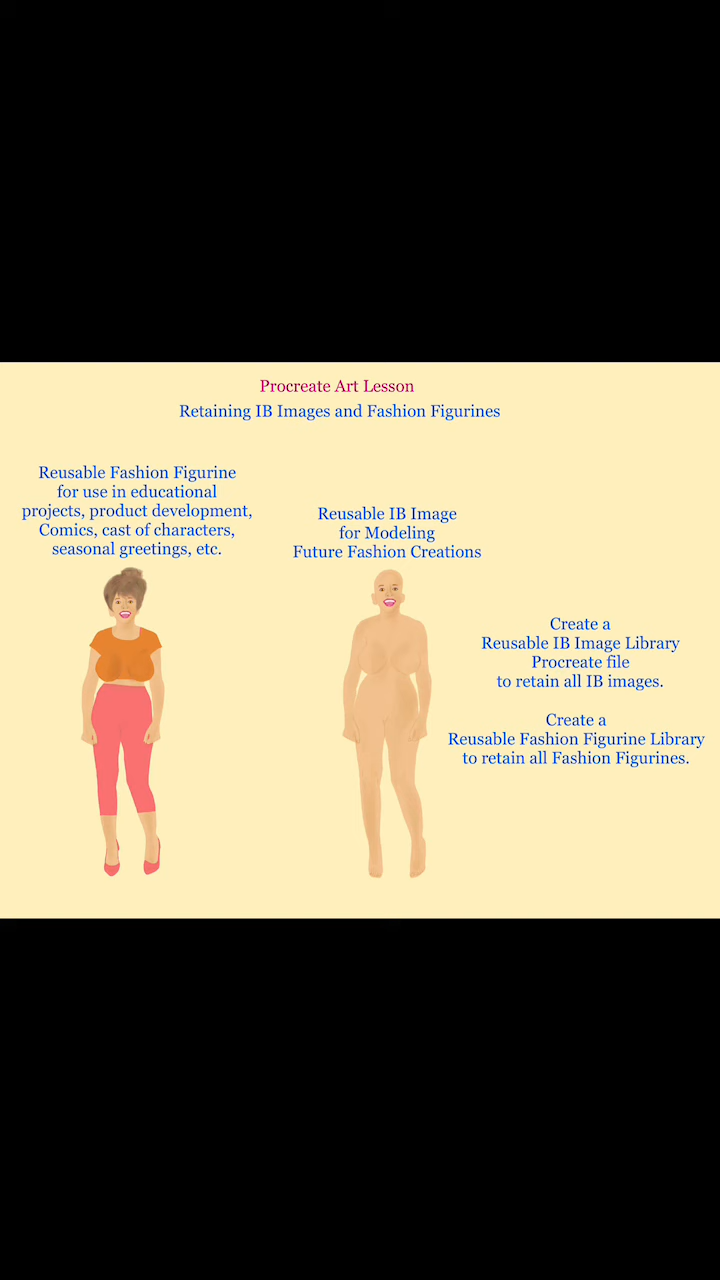 Procreate Art Lesson
Retaining IB Images and Fashion Figurines
Reusable Fashion Figurine
for use in educational
projects, product development,
Comics, cast of characters,
seasonal greetings, etc.
Reusable IB Image
for Modeling
Future Fashion Creations
Create a
Reusable IB Image Library
Procreate file
to retain all IB images.
Create a
Reusable Fashion Figurine Library
to retain all Fashion Figurines.